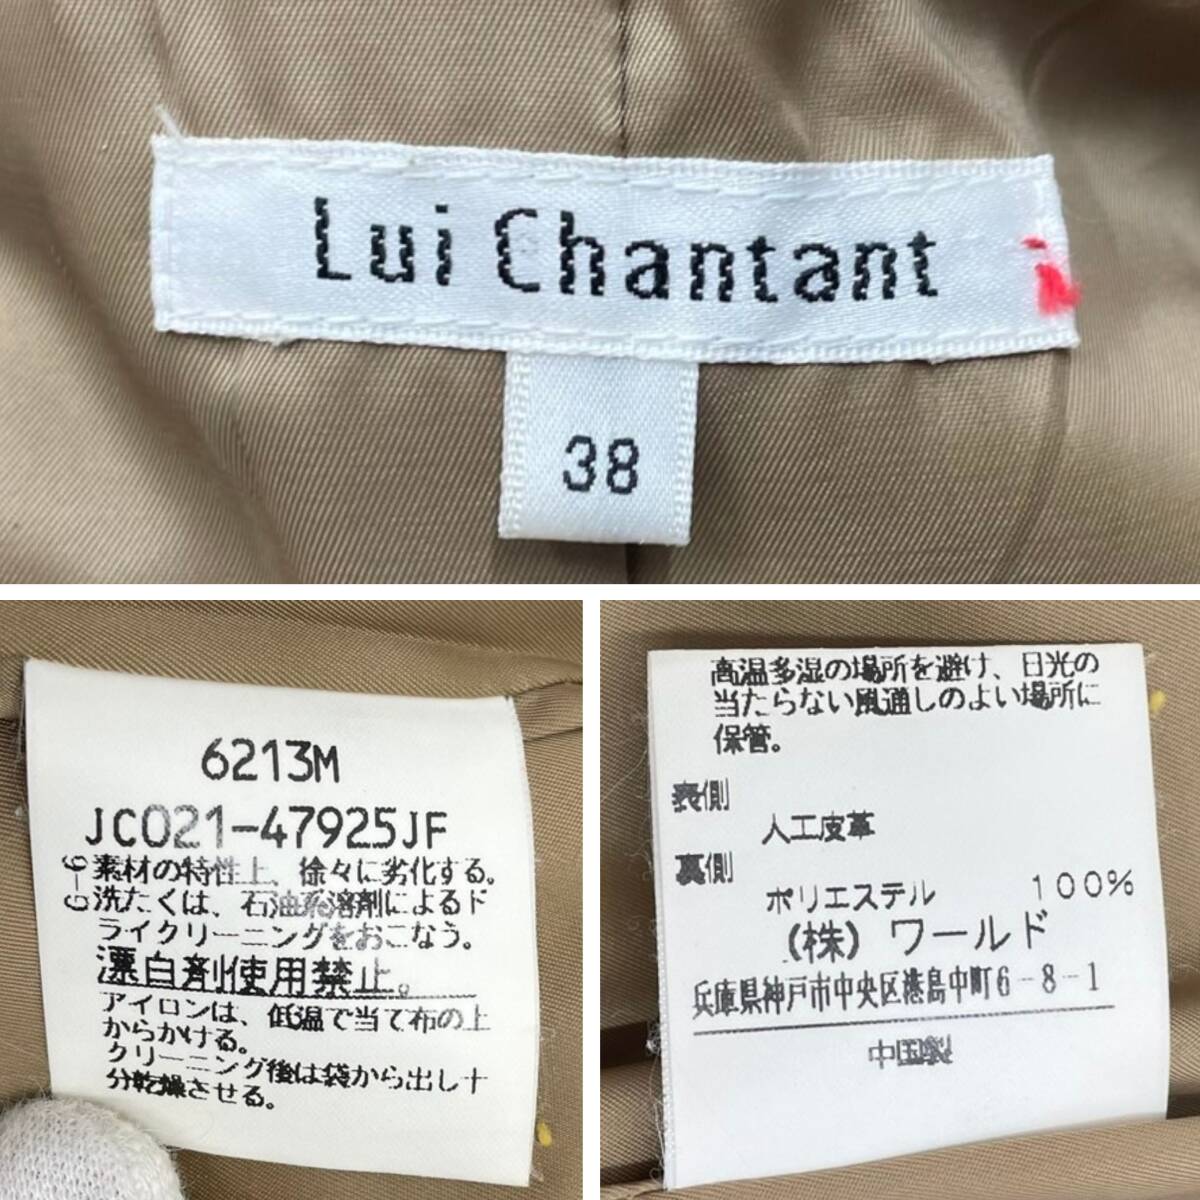 Lui Chantant
38
6213M
JC021-47925JF
素材の特性上、徐々に劣化する。
洗たくは、石油系溶剤によるド
ライクリーニングをおこなう。
漂白剤使用禁止。
アイロンは、低温で当て布の上
からかける。
クリーニング後は袋から出し十
分乾燥させる。
高温多湿の場所を避け、日光の
当たらない風通しのよい場所に
保管。
表側
人工皮革
裏側
ポリエステル 100%
(株)ワールド
兵庫県神戸市中央区港島中町6-8-1
中国製